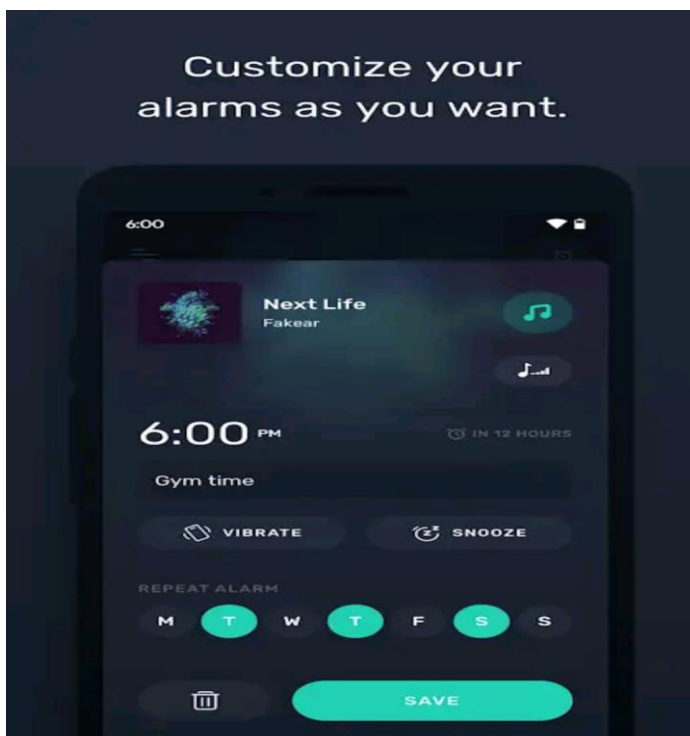 Customize your
alarms as you want.
6:00
Next Life
Fakear
6:00 PM
IN 12 HOURS
Gym time
VIBRATE
SNOOZE
REPEAT ALARM
M T W T F S S
SAVE